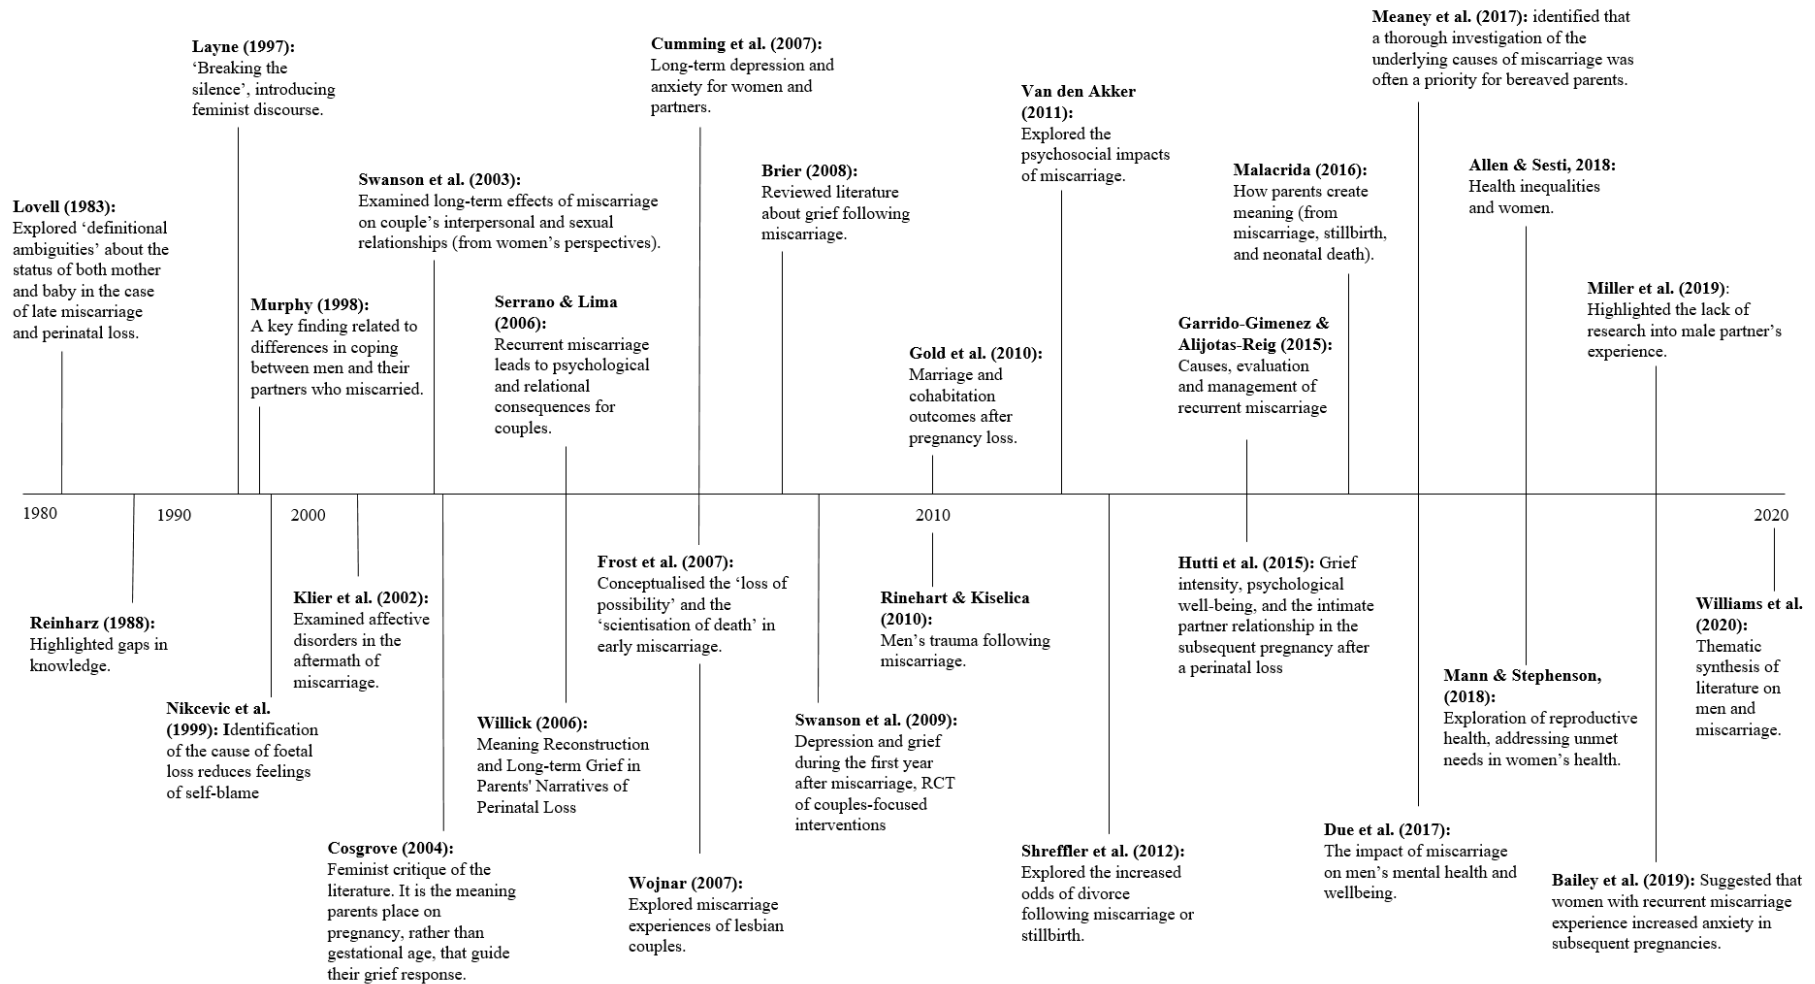 Meaney et al. (2017): identified that
a thorough investigation of the
underlying causes of miscarriage was
often a priority for bereaved parents.
Layne (1997):
‘Breaking the
silence’, introducing
feminist discourse.
Cumming et al. (2007):
Long-term depression and
anxiety for women and
partners.
Van den Akker
(2011):
Explored the
psychosocial impacts
of miscarriage.
Lovell (1983):
Explored ‘definitional
ambiguities’ about the
status of both mother
and baby in the case
of late miscarriage
and perinatal loss.
Swanson et al. (2003):
Examined long-term effects of miscarriage
on couple’s interpersonal and sexual
relationships (from women’s perspectives).
Brier (2008):
Reviewed literature
about grief following
miscarriage.
Malacrida (2016):
How parents create
meaning (from
miscarriage, stillbirth,
and neonatal death).
Allen & Sesti, 2018:
Health inequalities
and women.
Murphy (1998):
A key finding related to
differences in coping
between men and their
partners who miscarried.
Serrano & Lima
(2006):
Recurrent miscarriage
leads to psychological
and relational
consequences for
couples.
Gold et al. (2010):
Marriage and
cohabitation
outcomes after
pregnancy loss.
Garrido-Gimenez &
Alijotas-Reig (2015):
Causes, evaluation
and management of
recurrent miscarriage
Miller et al. (2019):
Highlighted the lack of
research into male partner’s
experience.
1980
1990
2000
2010
2020
Reinharz (1988):
Highlighted gaps in
knowledge.
Klier et al. (2002):
Examined affective
disorders in the
aftermath of
miscarriage.
Frost et al. (2007):
Conceptualised the ‘loss of
possibility’ and the
‘scientisation of death’ in
early miscarriage.
Rinehart & Kiselica
(2010):
Men’s trauma following
miscarriage.
Hutti et al. (2015): Grief
intensity, psychological
well-being, and the intimate
partner relationship in the
subsequent pregnancy after
a perinatal loss
Williams et al.
(2020):
Thematic
synthesis of
literature on
men and
miscarriage.
Nikcevic et al.
(1999): Identification
of the cause of foetal
loss reduces feelings
of self-blame
Willick (2006):
Meaning Reconstruction
and Long-term Grief in
Parents' Narratives of
Perinatal Loss
Swanson et al. (2009):
Depression and grief
during the first year
after miscarriage, RCT
of couples-focused
interventions
Mann & Stephenson,
(2018):
Exploration of reproductive
health, addressing unmet
needs in women’s health.
Cosgrove (2004):
Feminist critique of the
literature. It is the meaning
parents place on
pregnancy, rather than
gestational age, that guide
their grief response.
Wojnar (2007):
Explored miscarriage
experiences of lesbian
couples.
Shreffler et al. (2012):
Explored the increased
odds of divorce
following miscarriage or
stillbirth.
Due et al. (2017):
The impact of miscarriage
on men’s mental health and
wellbeing.
Bailey et al. (2019): Suggested that
women with recurrent miscarriage
experience increased anxiety in
subsequent pregnancies.